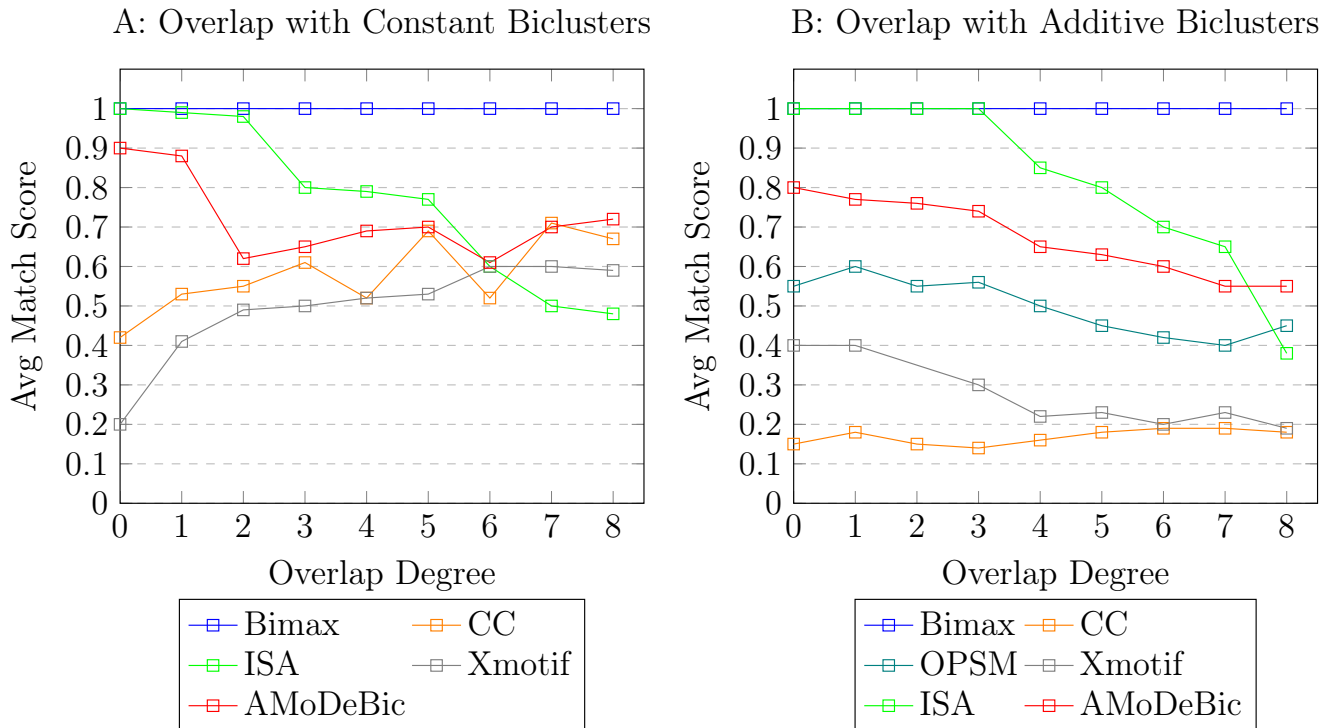 A: Overlap with Constant Biclusters
1
0.9
0.8
0.7
0.6
0.5
0.4
0.3
0.2
0.1
0
Avg Match Score
0 1 2 3 4 5 6 7 8
Overlap Degree
Bimax CC
ISA Xmotif
AMoDeBic
B: Overlap with Additive Biclusters
1
0.9
0.8
0.7
0.6
0.5
0.4
0.3
0.2
0.1
0
Avg Match Score
0 1 2 3 4 5 6 7 8
Overlap Degree
Bimax CC
OPSM Xmotif
ISA AMoDeBic